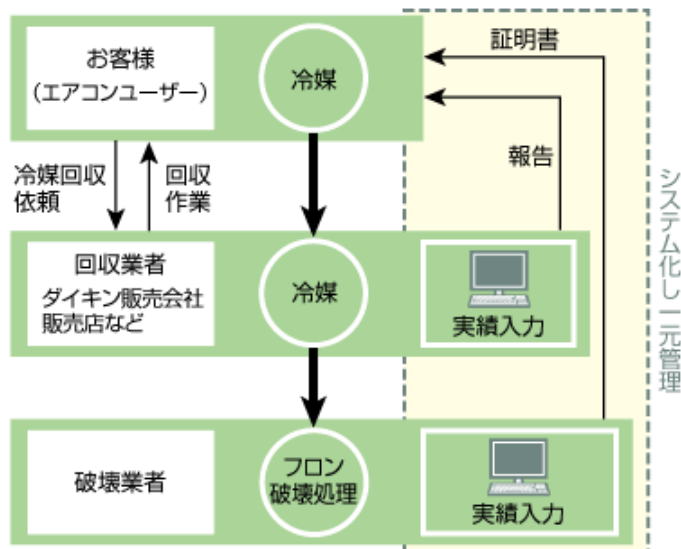 お客様
（エアコンユーザー）
冷媒
証明書
報告
冷媒回収
依頼
回収
作業
回収業者
ダイキン販売会社
販売店など
冷媒
実績入力
システム化し一元管理
破壊業者
フロン
破壊処理
実績入力